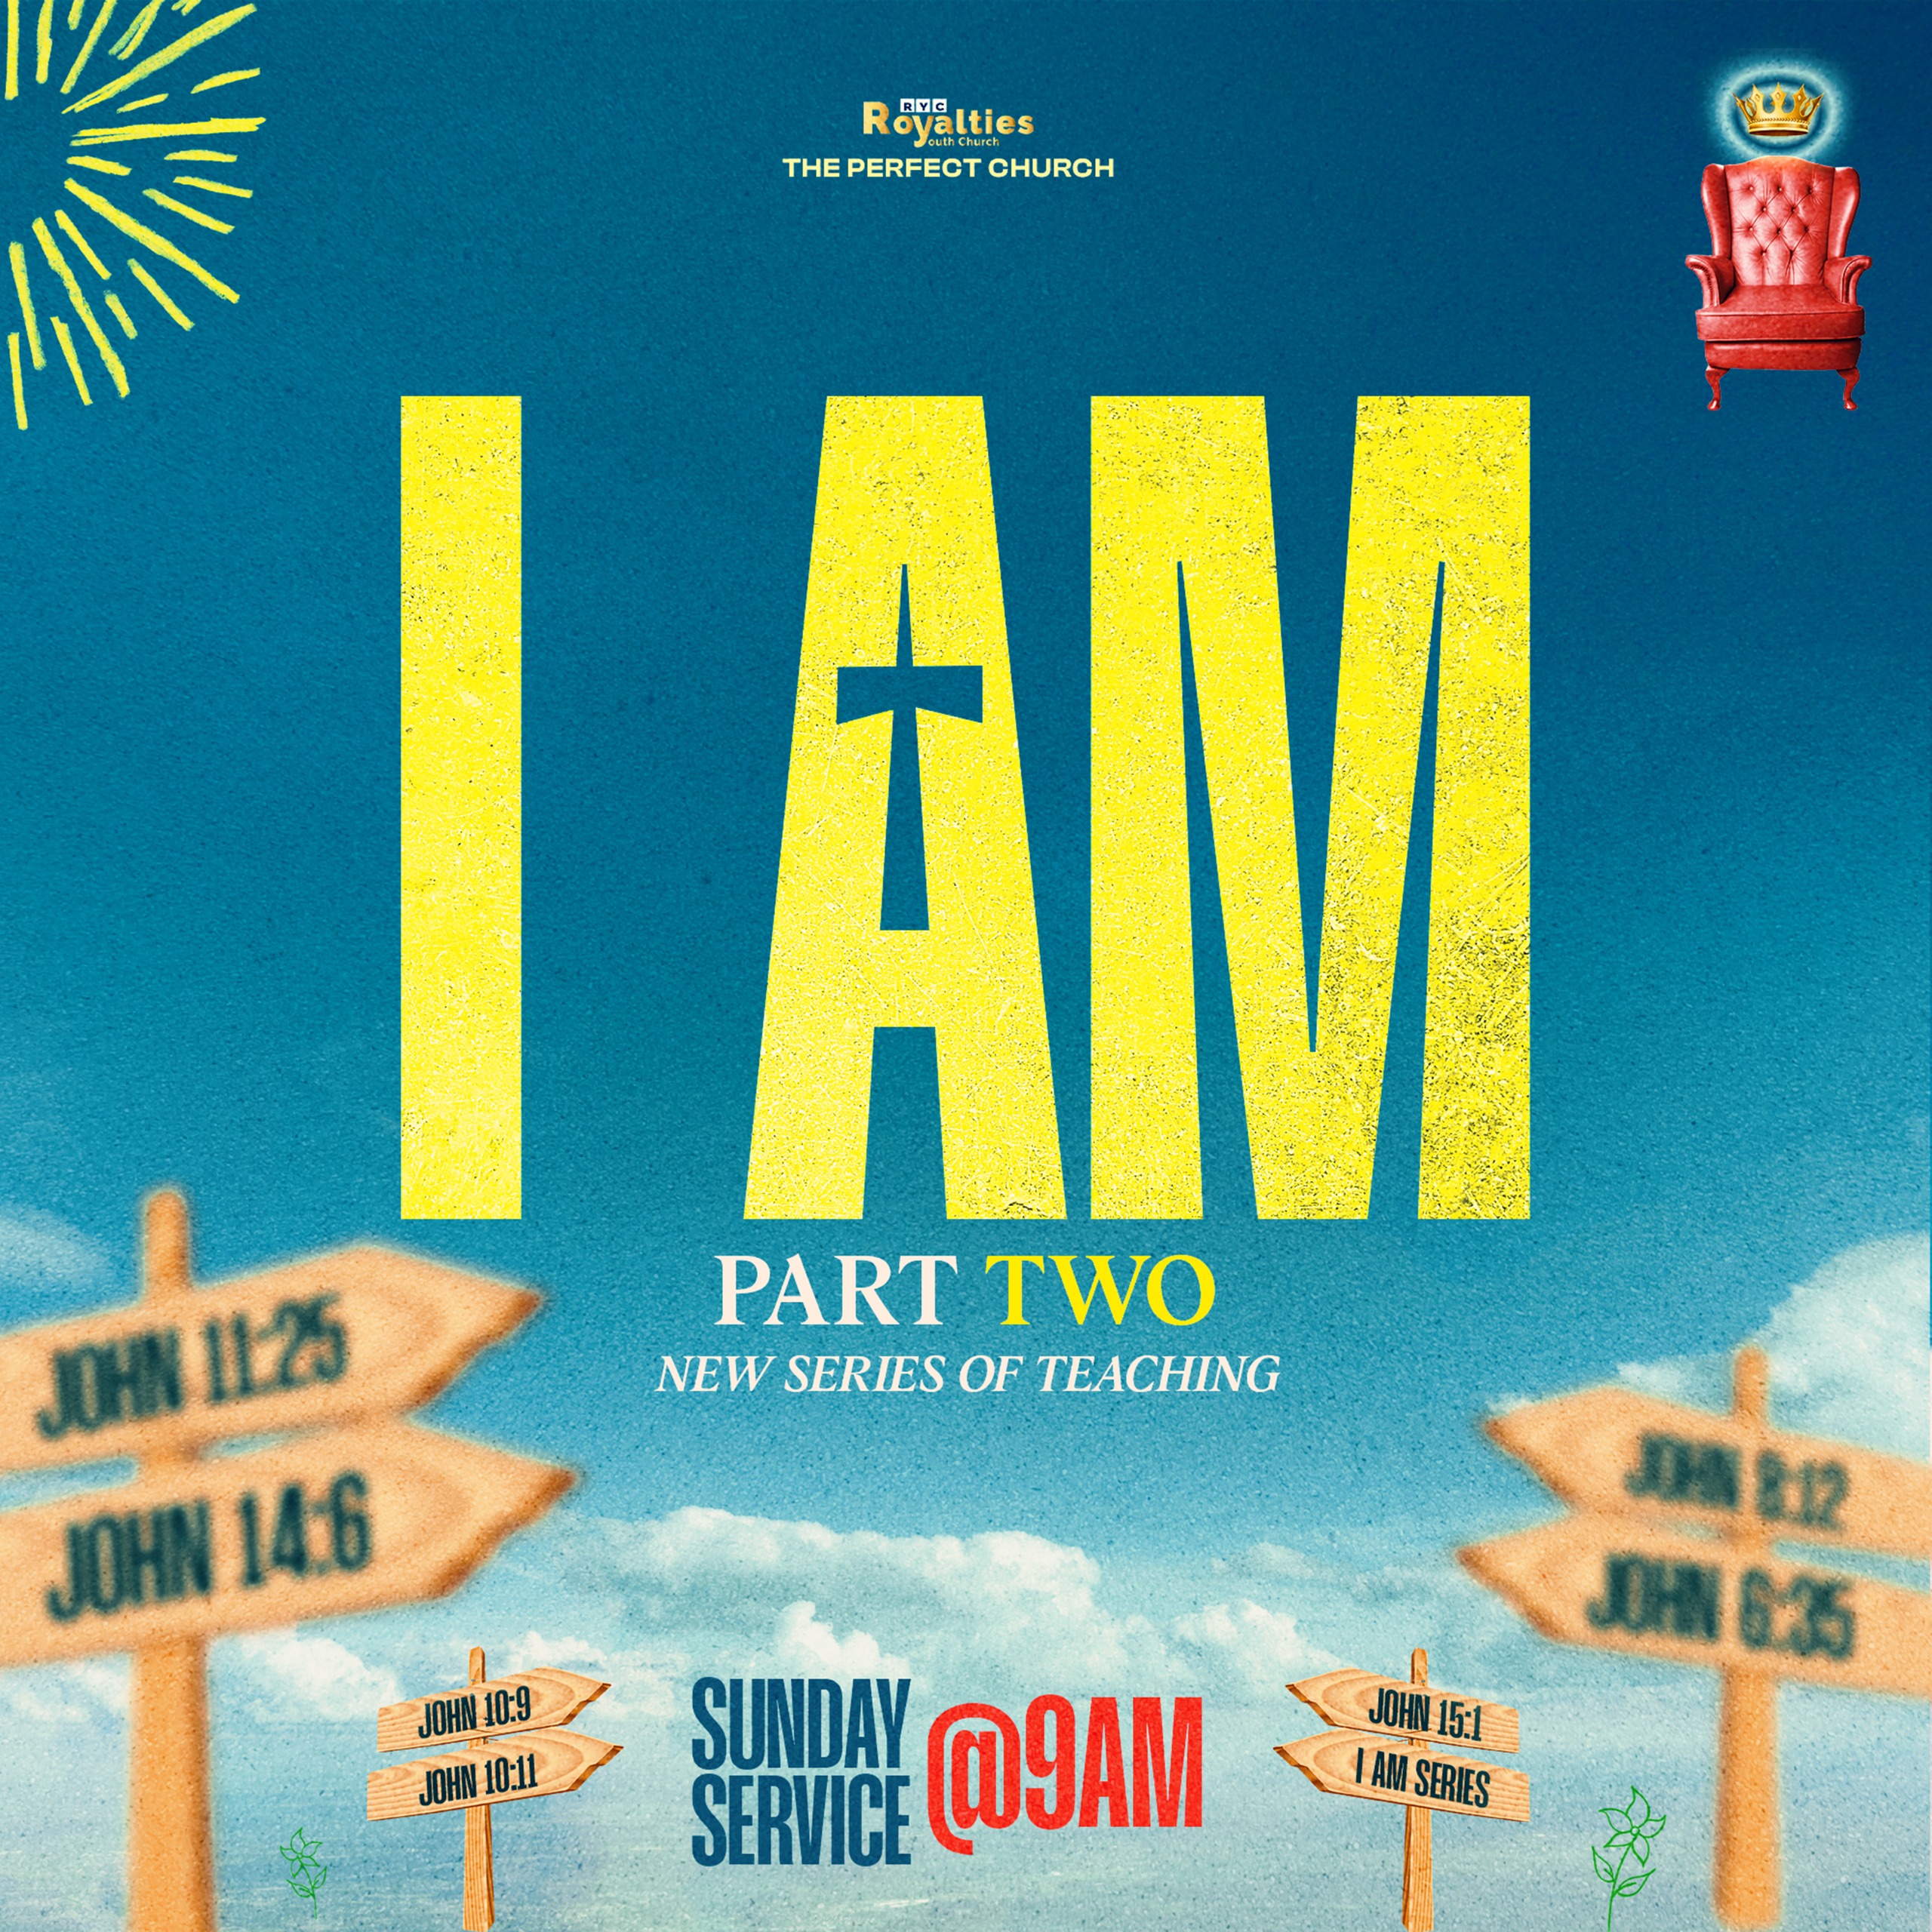 RYC
Royalties
outh Church
THE PERFECT CHURCH
I AM
PART TWO
NEW SERIES OF TEACHING
JOHN 11:25
JOHN 14:6
JOHN 8:12
JOHN 6:35
JOHN 10:9
JOHN 10:11
SUNDAY
SERVICE
@9AM
JOHN 15:1
I AM SERIES